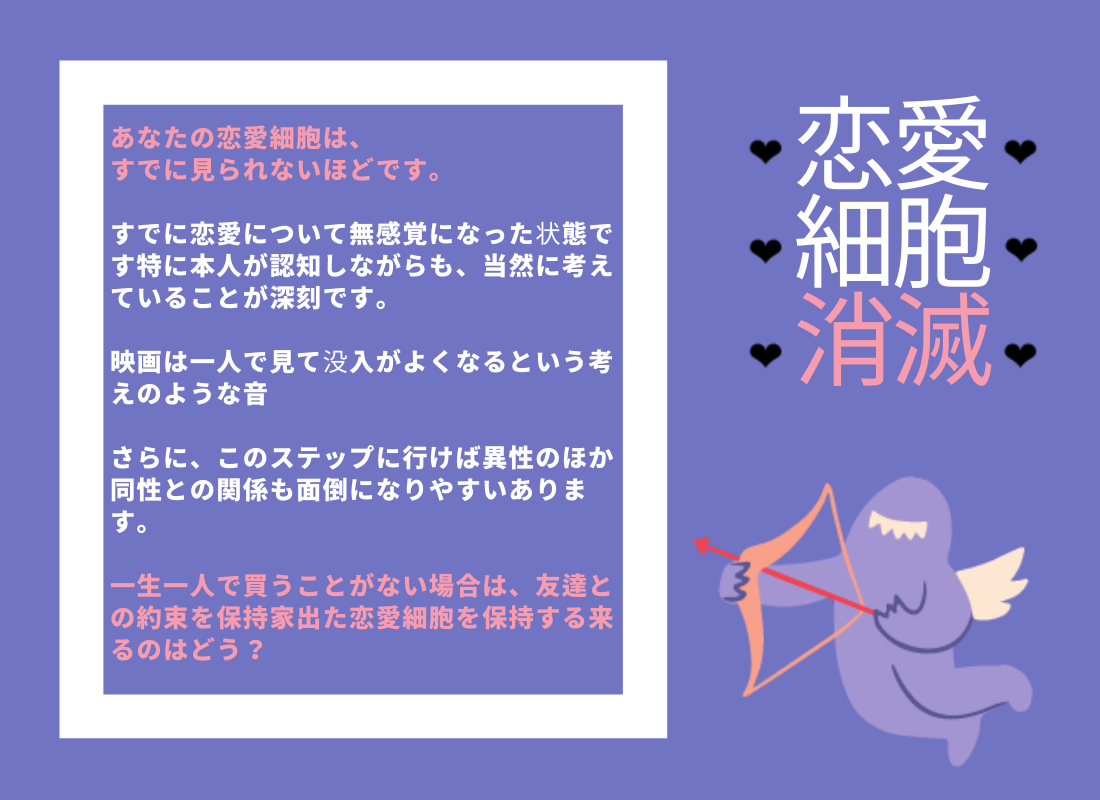 あなたの恋愛細胞は、
すでに見られないほどです。
すでに恋愛について無感覚になった状態で
す特に本人が認知しながらも、当然に考え
ていることが深刻です。
映画は一人で見て没入がよくなるという考
えのような音
さらに、このステップに行けば異性のほか
同性との関係も面倒になりやすいありま
す。
一生一人で買うことがない場合は、友達と
の約束を保持家出た恋愛細胞を保持する来
るのはどう？
恋愛
細胞
消滅